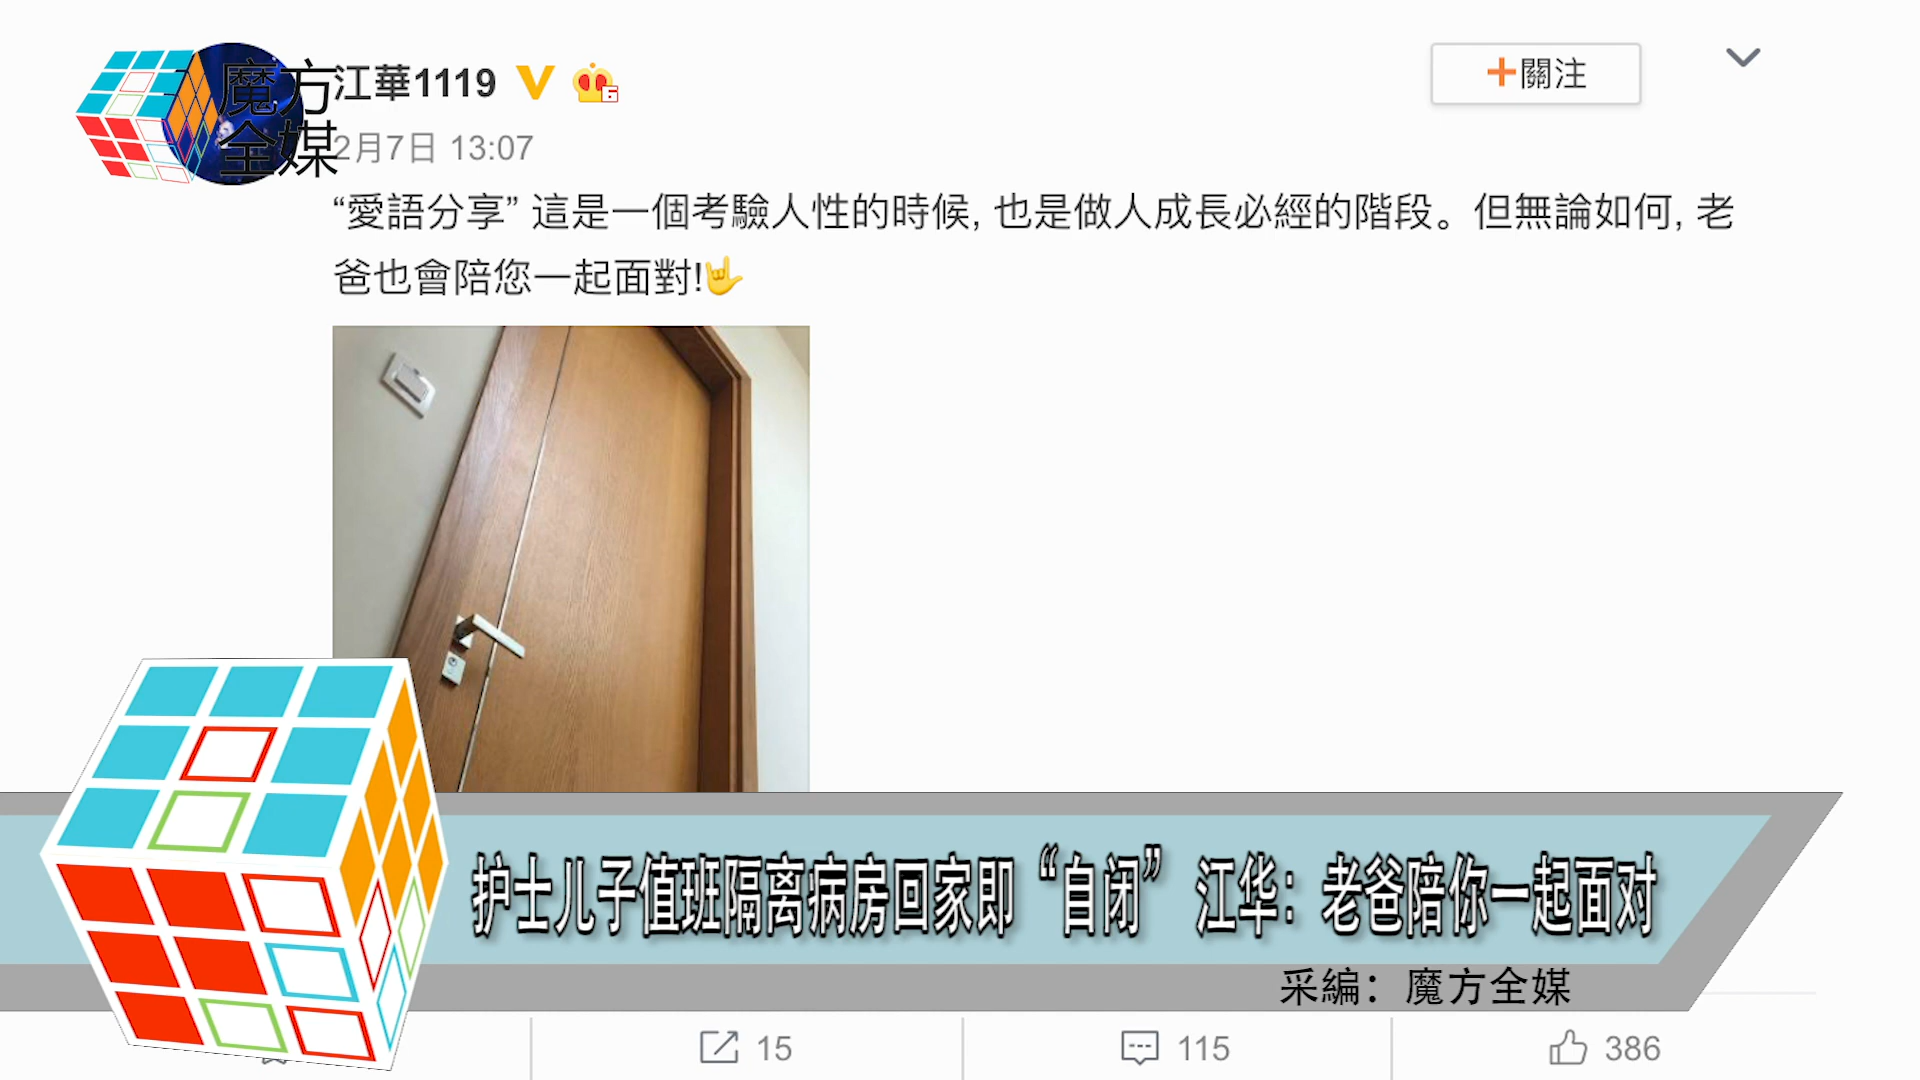 魔方
全媒
江華1119
+關注
2月7日 13:07
“愛語分享” 這是一個考驗人性的時候, 也是做人成長必經的階段。但無論如何, 老
爸也會陪您一起面對!
护士儿子值班隔离病房回家即“自闭” 江华：老爸陪你一起面对
采编：魔方全媒
15
115
386